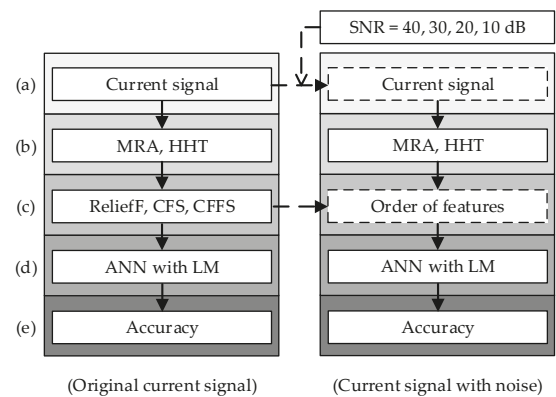 SNR = 40, 30, 20, 10 dB
(a) Current signal Current signal
(b) MRA, HHT MRA, HHT
(c) ReliefF, CFS, CFFS Order of features
(d) ANN with LM ANN with LM
(e) Accuracy Accuracy
(Original current signal) (Current signal with noise)